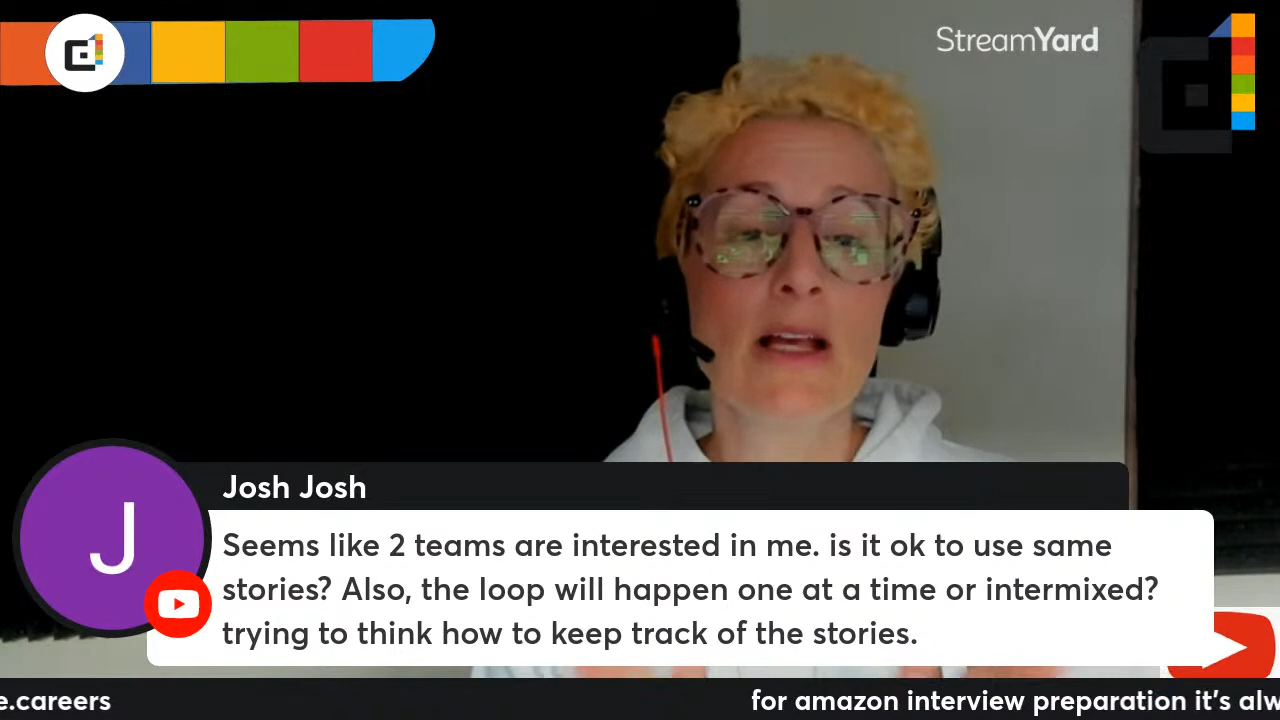 StreamYard
Josh Josh
J
Seems like 2 teams are interested in me. is it ok to use same
stories? Also, the loop will happen one at a time or intermixed?
trying to think how to keep track of the stories.
e.careers
for amazon interview preparation it's alw